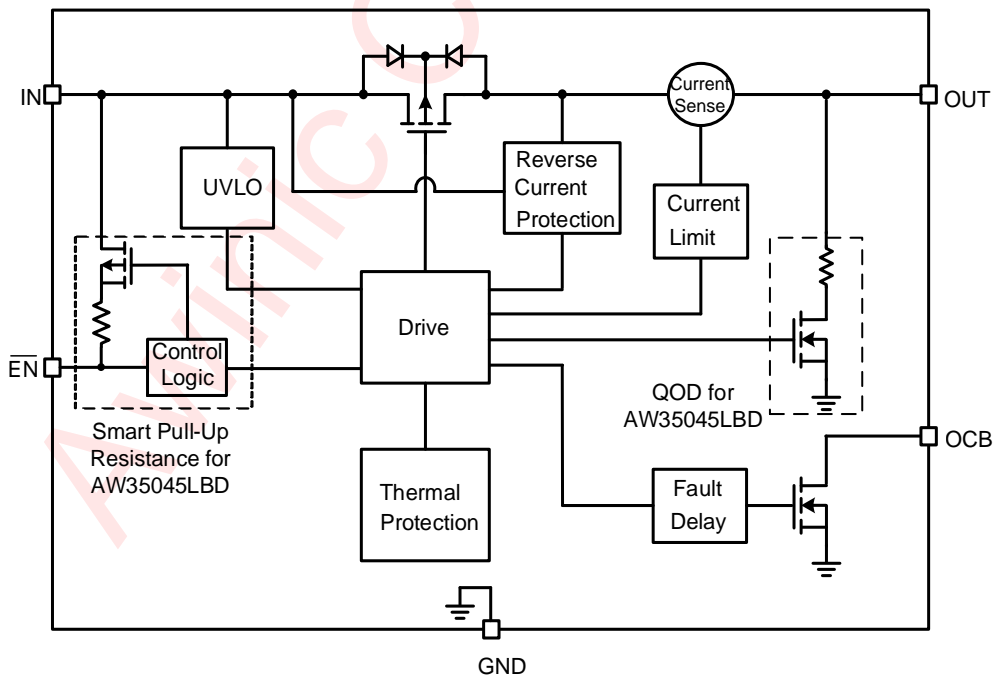 IN
Current
Sense
OUT
UVLO
Reverse
Current
Protection
Current
Limit
Drive
EN
Control
Logic
QOD for
AW35045LBD
Smart Pull-Up
Resistance for
AW35045LBD
OCB
Thermal
Protection
Fault
Delay
GND
Awinic C